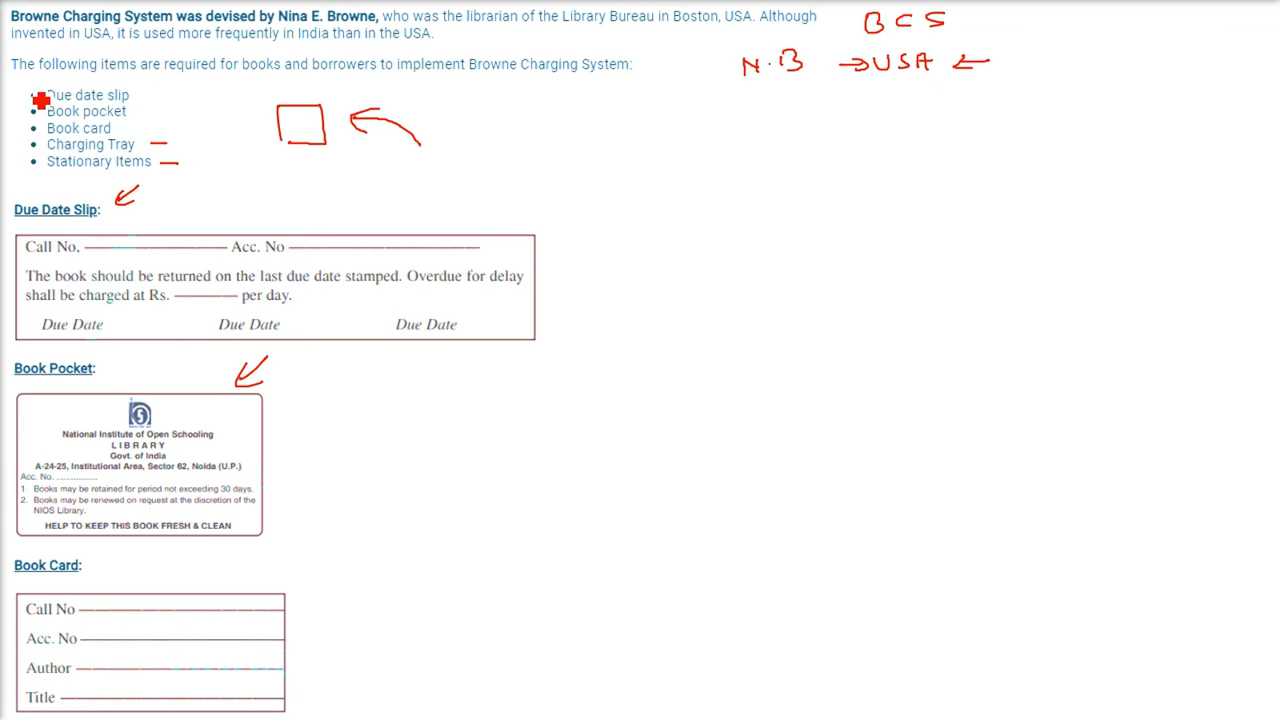 Browne Charging System was devised by Nina E. Browne, who was the librarian of the Library Bureau in Boston, USA. Although
invented in USA, it is used more frequently in India than in the USA.
B C S
N.B → USA ←
The following items are required for books and borrowers to implement Browne Charging System:
Due date slip
Book pocket
Book card
Charging Tray
Stationary Items
Due Date Slip:
Call No, Acc. No
The book should be returned on the last due date stamped. Overdue for delay
shall be charged at Rs. per day.
Due Date Due Date Due Date
Book Pocket:
National Institute of Open Schooling
LIBRARY
Govt. of India
A-24-25, Institutional Area, Sector 62, Noida (U.P.)
Acc. No. ...............
1 Books may be retained for period not exceeding 30 days.
2. Books may be renewed on request at the discretion of the
NIOS Library.
HELP TO KEEP THIS BOOK FRESH & CLEAN
Book Card:
Call No
Acc. No
Author
Title